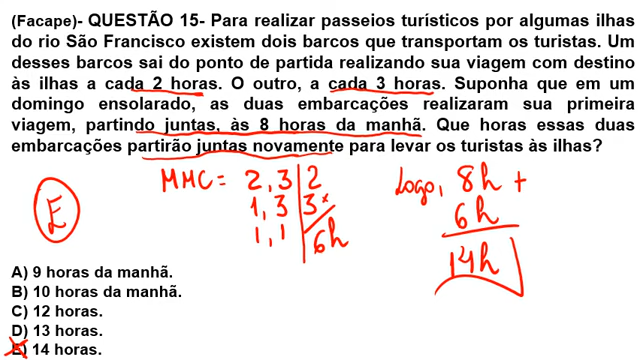 (Facape)- QUESTÃO 15- Para realizar passeios turísticos por algumas ilhas
do rio São Francisco existem dois barcos que transportam os turistas. Um
desses barcos sai do ponto de partida realizando sua viagem com destino
às ilhas a cada 2 horas. O outro, a cada 3 horas. Suponha que em um
domingo ensolarado, as duas embarcações realizaram sua primeira
viagem, partindo juntas, às 8 horas da manhã. Que horas essas duas
embarcações partirão juntas novamente para levar os turistas às ilhas?
MMC = 2, 3 | 2
1, 3 | 3 x
1, 1 | 6h
Logo, 8h +
6h
14h
E
A) 9 horas da manhã.
B) 10 horas da manhã.
C) 12 horas.
D) 13 horas.
E) 14 horas.